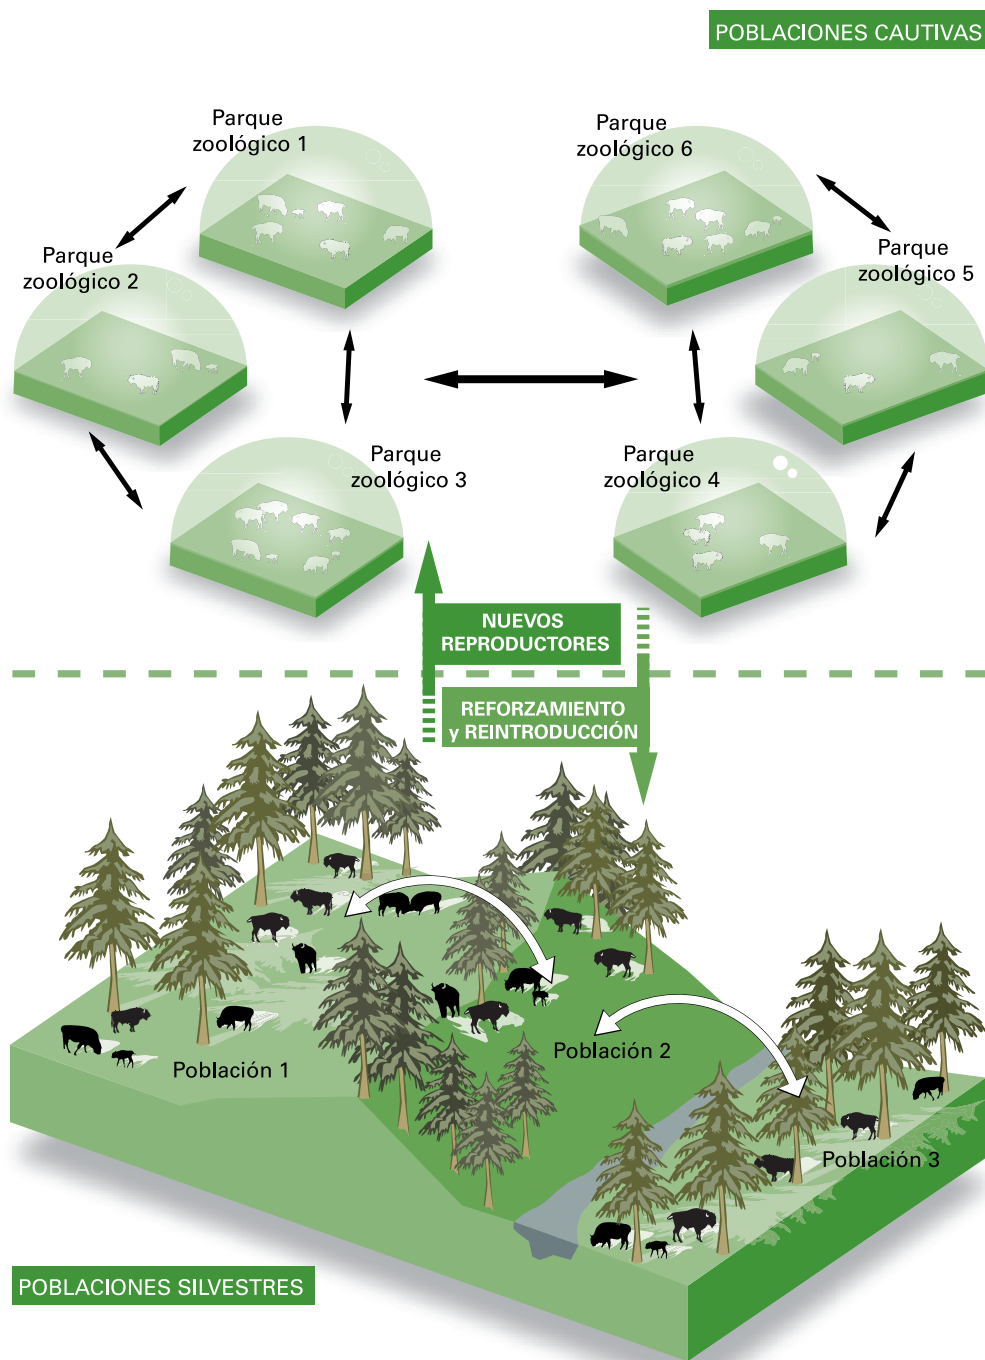 POBLACIONES CAUTIVAS
Parque
zoológico 1
Parque
zoológico 6
Parque
zoológico 2
Parque
zoológico 5
Parque
zoológico 3
Parque
zoológico 4
NUEVOS
REPRODUCTORES
REFORZAMIENTO
y REINTRODUCCIÓN
Población 1
Población 2
Población 3
POBLACIONES SILVESTRES